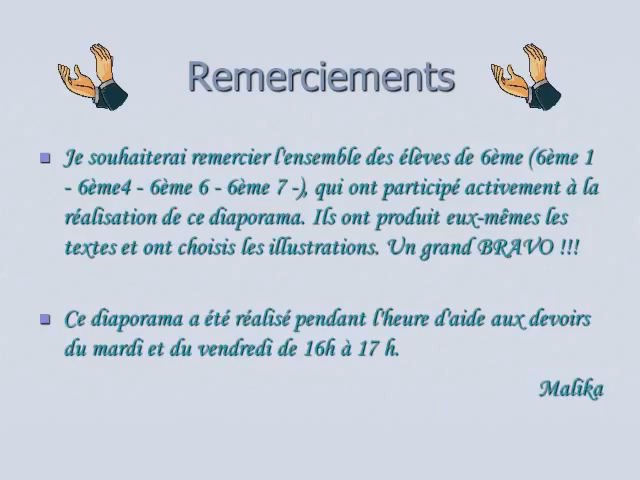 Remerciements
Je souhaiterai remercier l'ensemble des élèves de 6ème (6ème 1
- 6ème4 - 6ème 6 - 6ème 7 -), qui ont participé activement à la
réalisation de ce diaporama. Ils ont produit eux-mêmes les
textes et ont choisis les illustrations. Un grand BRAVO !!!
Ce diaporama a été réalisé pendant l'heure d'aide aux devoirs
du mardi et du vendredi de 16h à 17 h.
Malika